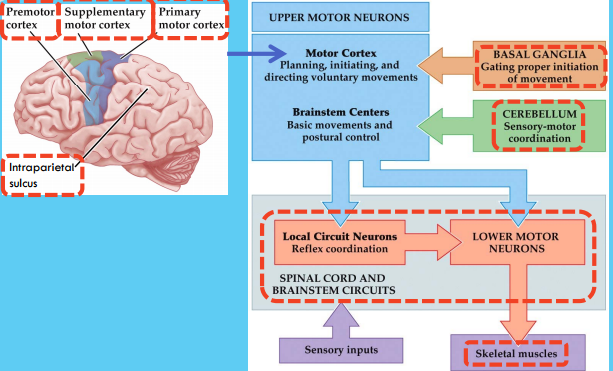 Premotor
cortex
Supplementary
motor cortex
Primary
motor cortex
Intraparietal
sulcus
UPPER MOTOR NEURONS
Motor Cortex
Planning, initiating, and
directing voluntary movements
Brainstem Centers
Basic movements and
postural control
BASAL GANGLIA
Gating proper initiation
of movement
CEREBELLUM
Sensory-motor
coordination
Local Circuit Neurons
Reflex coordination
LOWER MOTOR
NEURONS
SPINAL CORD AND
BRAINSTEM CIRCUITS
Sensory inputs
Skeletal muscles